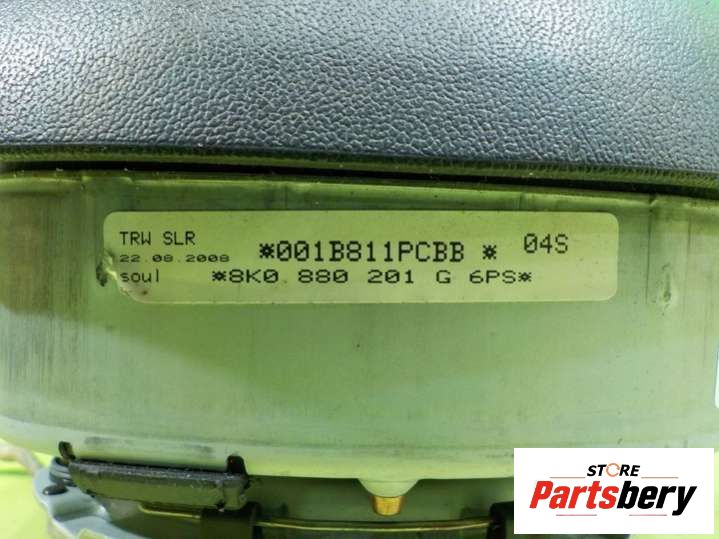 TRW SLR *001B811PCBB * 04S
22.08.2008
soul *8K0 880 201 G 6PS*
STORE
Partsbery